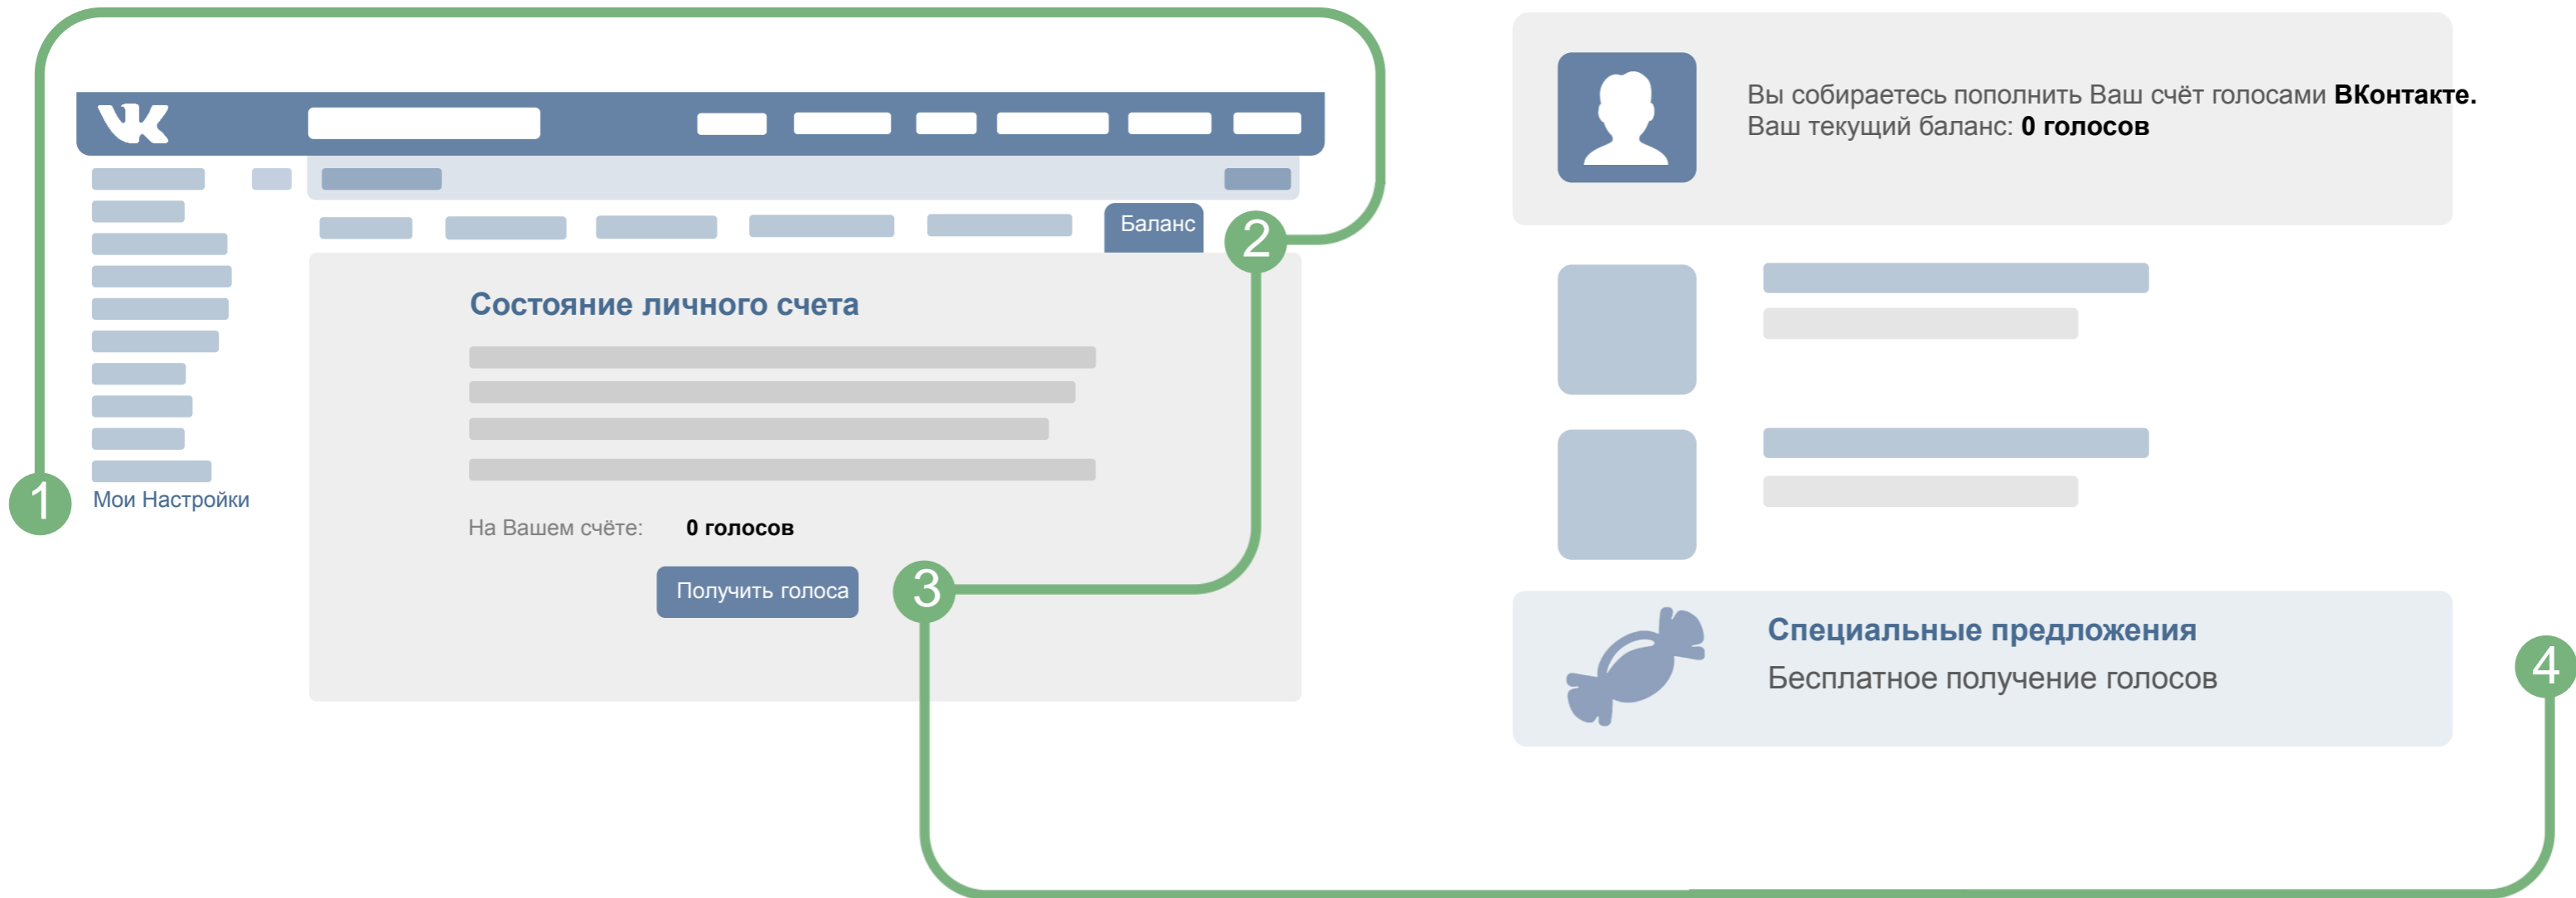 VK
Вы собираетесь пополнить Ваш счёт голосами ВКонтакте.
Ваш текущий баланс: 0 голосов
Баланс
2
Состояние личного счета
1
Мои Настройки
На Вашем счёте: 0 голосов
Получить голоса
3
Специальные предложения
Бесплатное получение голосов
4